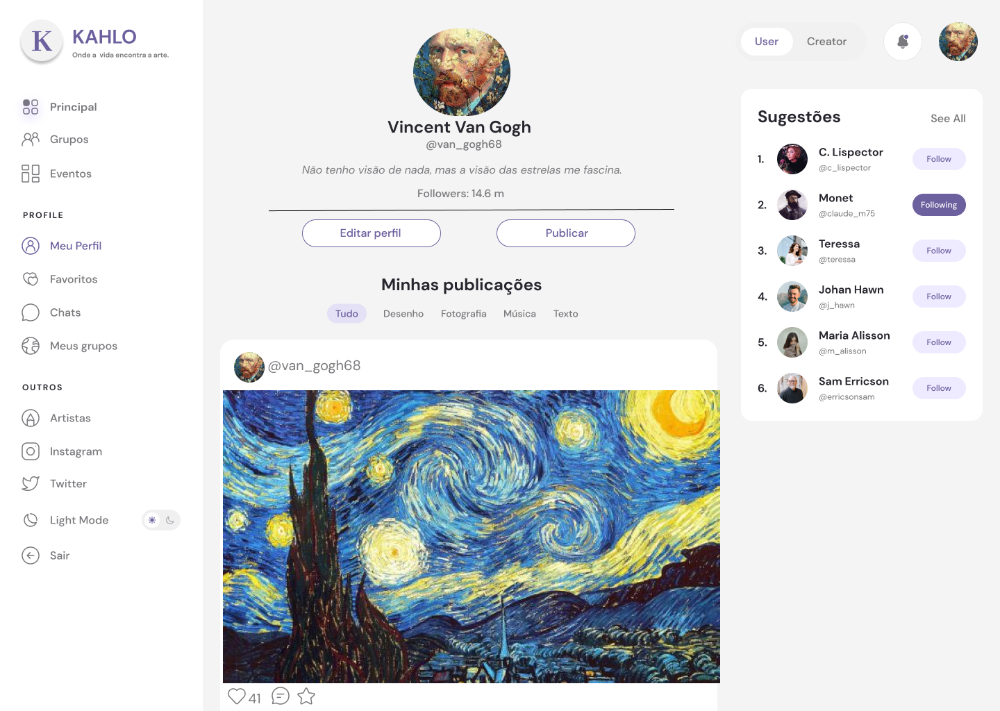 K
KAHLO
Onde a vida encontra a arte.
Principal
Grupos
Eventos
PROFILE
Meu Perfil
Favoritos
Chats
Meus grupos
OUTROS
Artistas
Instagram
Twitter
Light Mode
Sair
Vincent Van Gogh
@van_gogh68
Não tenho visão de nada, mas a visão das estrelas me fascina.
Followers: 14.6 m
Editar perfil
Publicar
Minhas publicações
Tudo Desenho Fotografia Música Texto
@van_gogh68
41
User Creator
Sugestões
See All
1. C. Lispector
@c_lispector
Follow
2. Monet
@claude_m75
Following
3. Teressa
@teressa
Follow
4. Johan Hawn
@j_hawn
Follow
5. Maria Alisson
@m_alisson
Follow
6. Sam Erricson
@erricsonsam
Follow